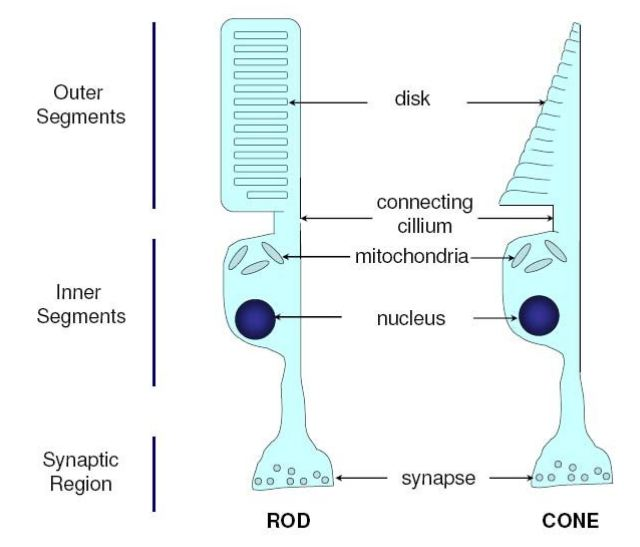 Outer
Segments
disk
connecting
cillium
mitochondria
Inner
Segments
nucleus
Synaptic
Region
synapse
ROD
CONE